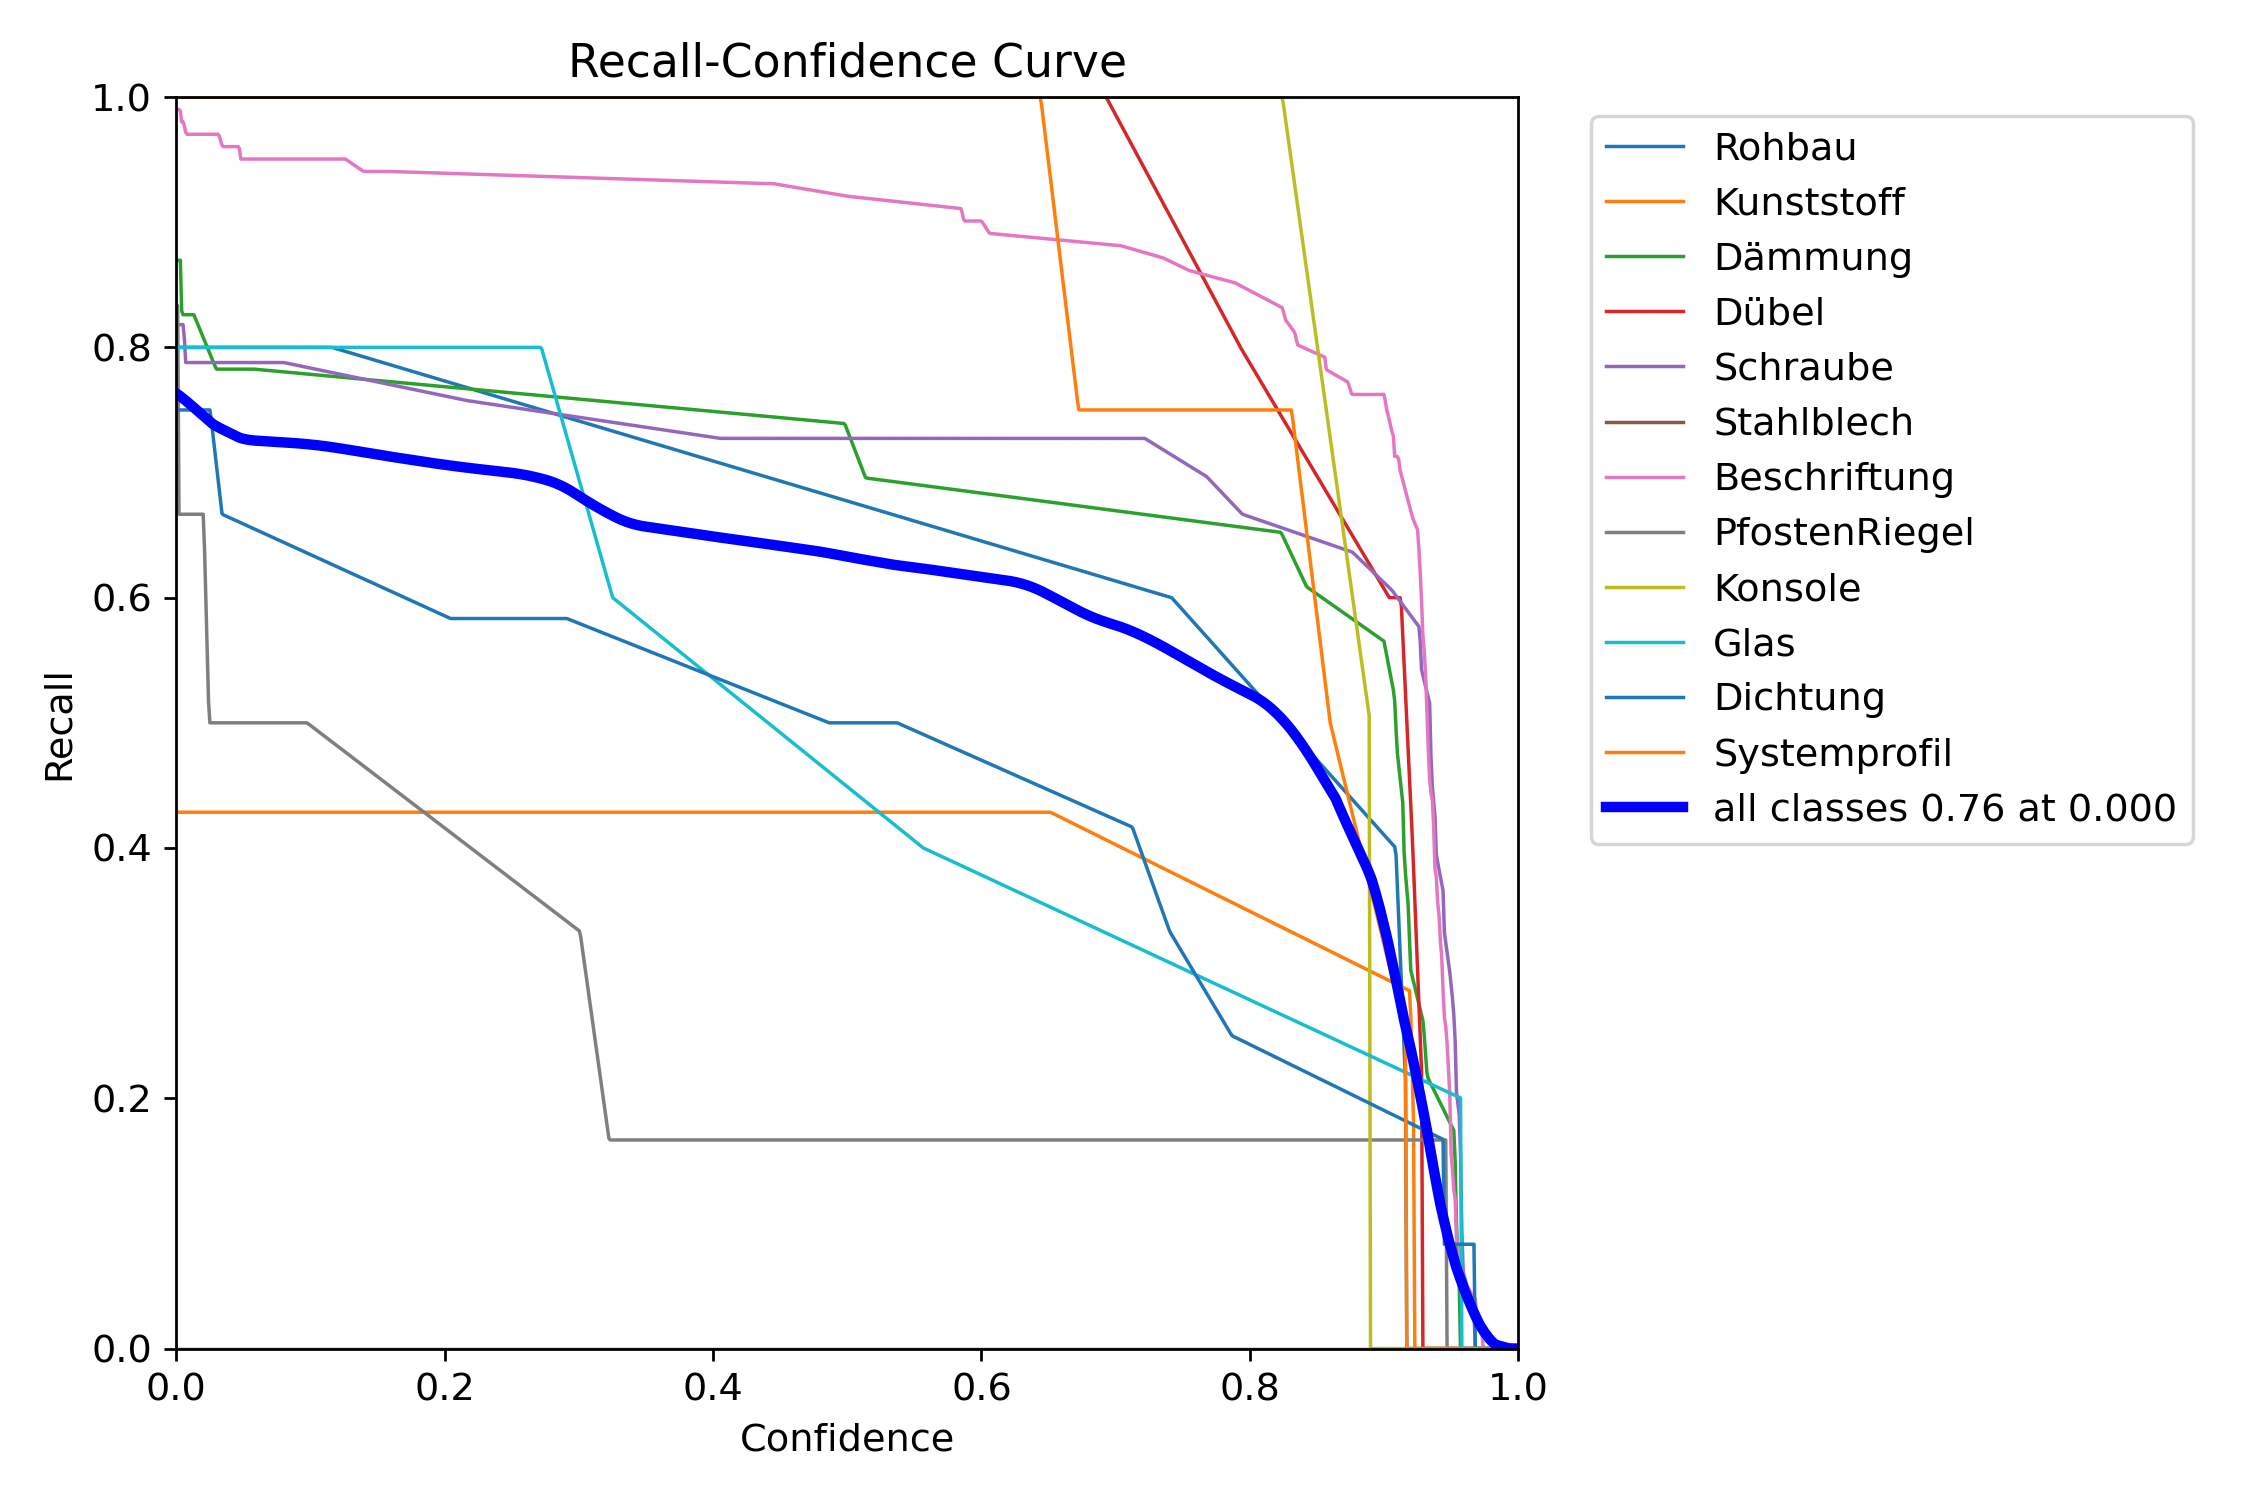 Recall-Confidence Curve
1.0
0.8
0.6
0.4
0.2
0.0
Recall
0.0 0.2 0.4 0.6 0.8 1.0
Confidence
Rohbau
Kunststoff
Dämmung
Dübel
Schraube
Stahlblech
Beschriftung
PfostenRiegel
Konsole
Glas
Dichtung
Systemprofil
all classes 0.76 at 0.000